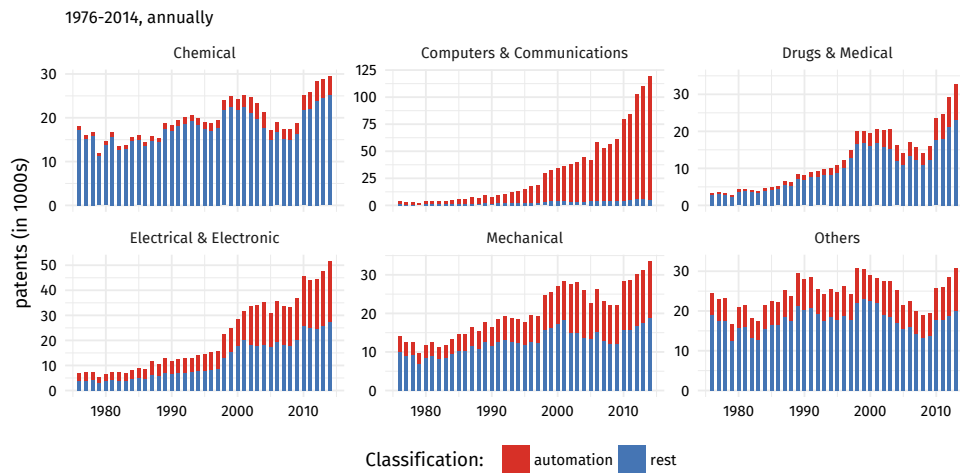 1976-2014, annually
Chemical
Computers & Communications
Drugs & Medical
30
20
10
0
125
100
75
50
25
0
30
20
10
0
patents (in 1000s)
Electrical & Electronic
Mechanical
Others
50
40
30
20
10
0
30
20
10
0
30
20
10
0
1980 1990 2000 2010
1980 1990 2000 2010
1980 1990 2000 2010
Classification: automation rest